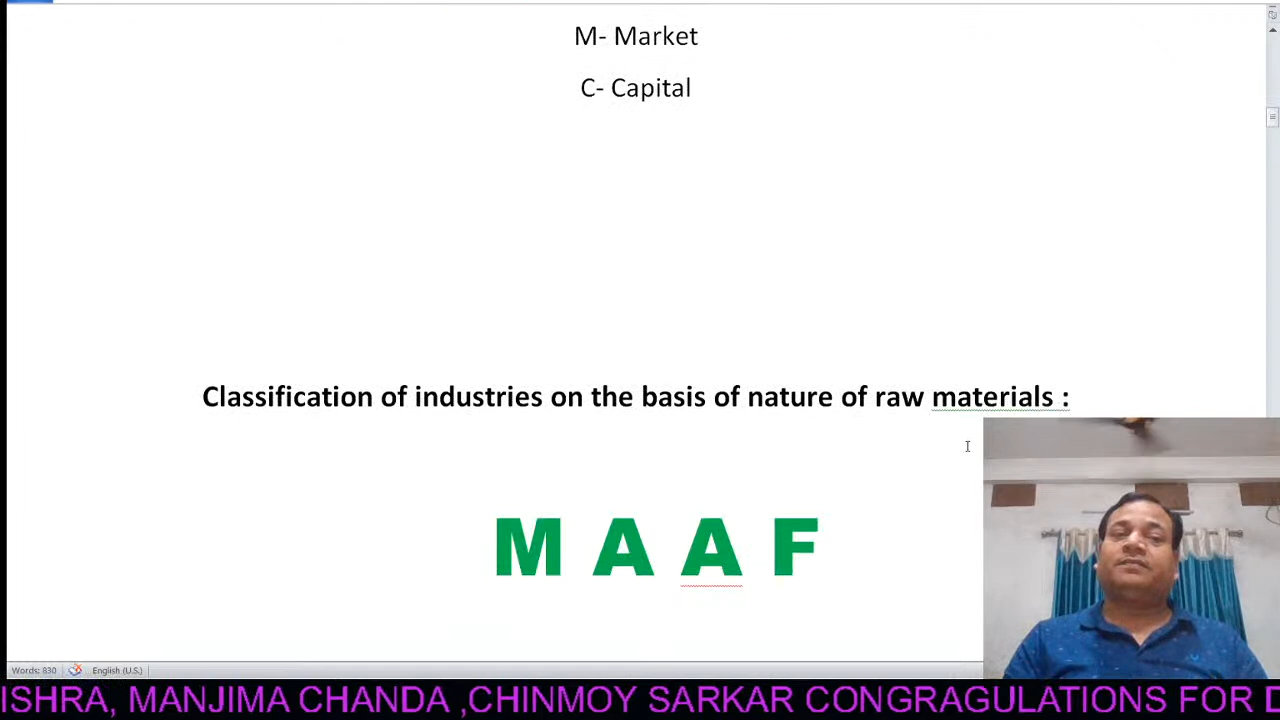 M- Market
C- Capital
Classification of industries on the basis of nature of raw materials :
M A A F
Words: 830
English (U.S.)
ISHRA, MANJIMA CHANDA ,CHINMOY SARKAR CONGRAGULATIONS FOR D